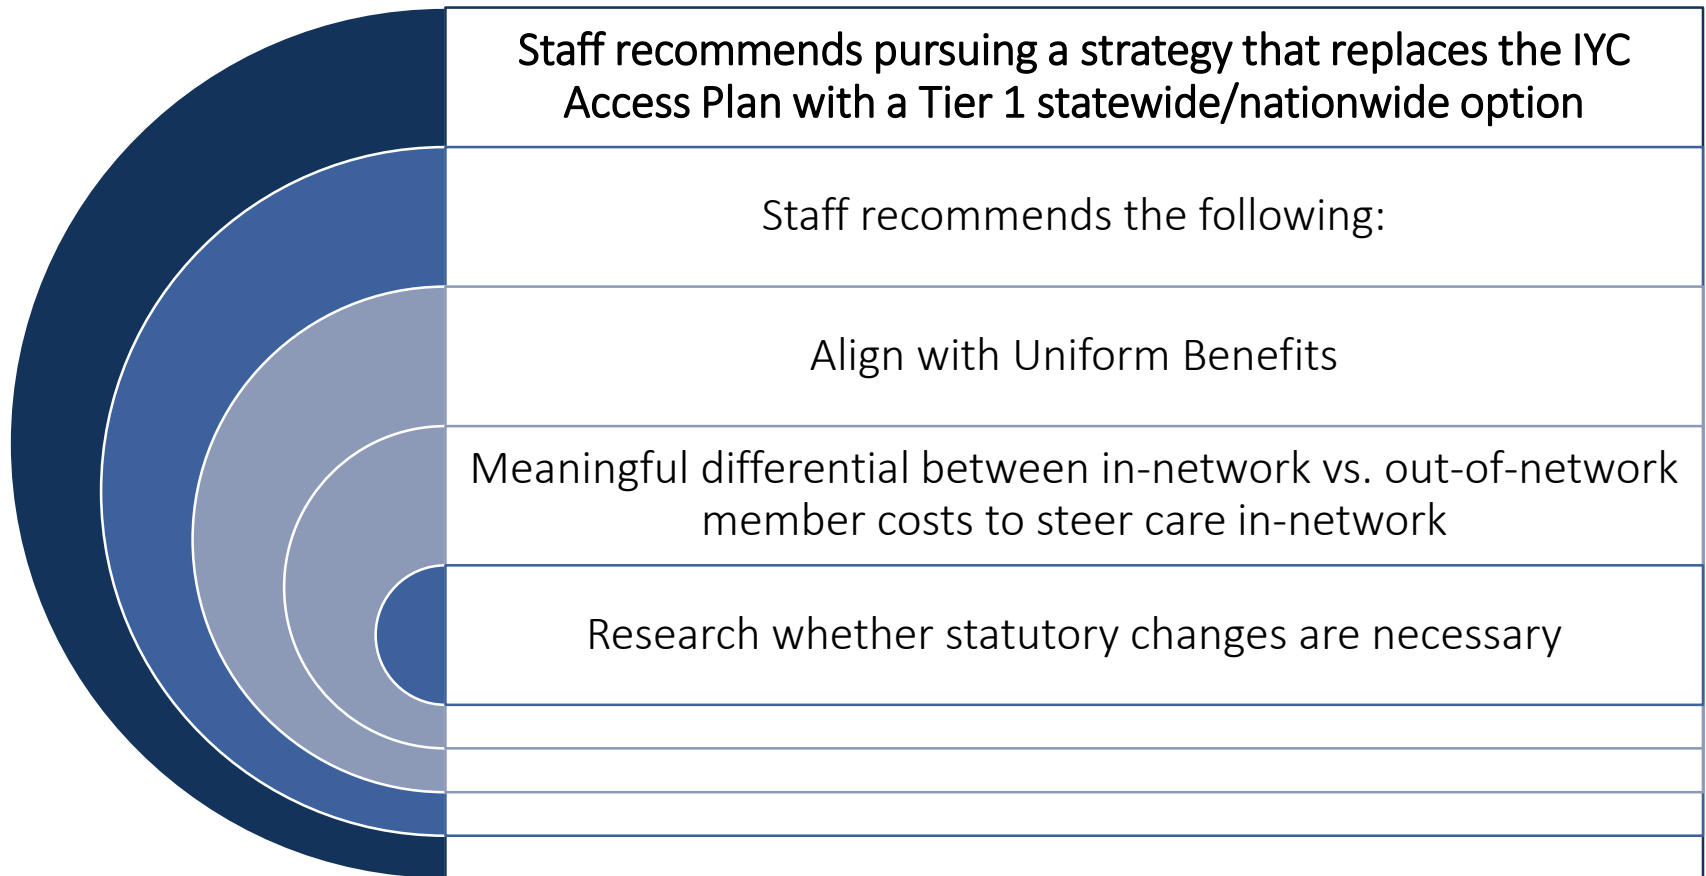 Staff recommends pursuing a strategy that replaces the IYC
Access Plan with a Tier 1 statewide/nationwide option
Staff recommends the following:
Align with Uniform Benefits
Meaningful differential between in-network vs. out-of-network
member costs to steer care in-network
Research whether statutory changes are necessary